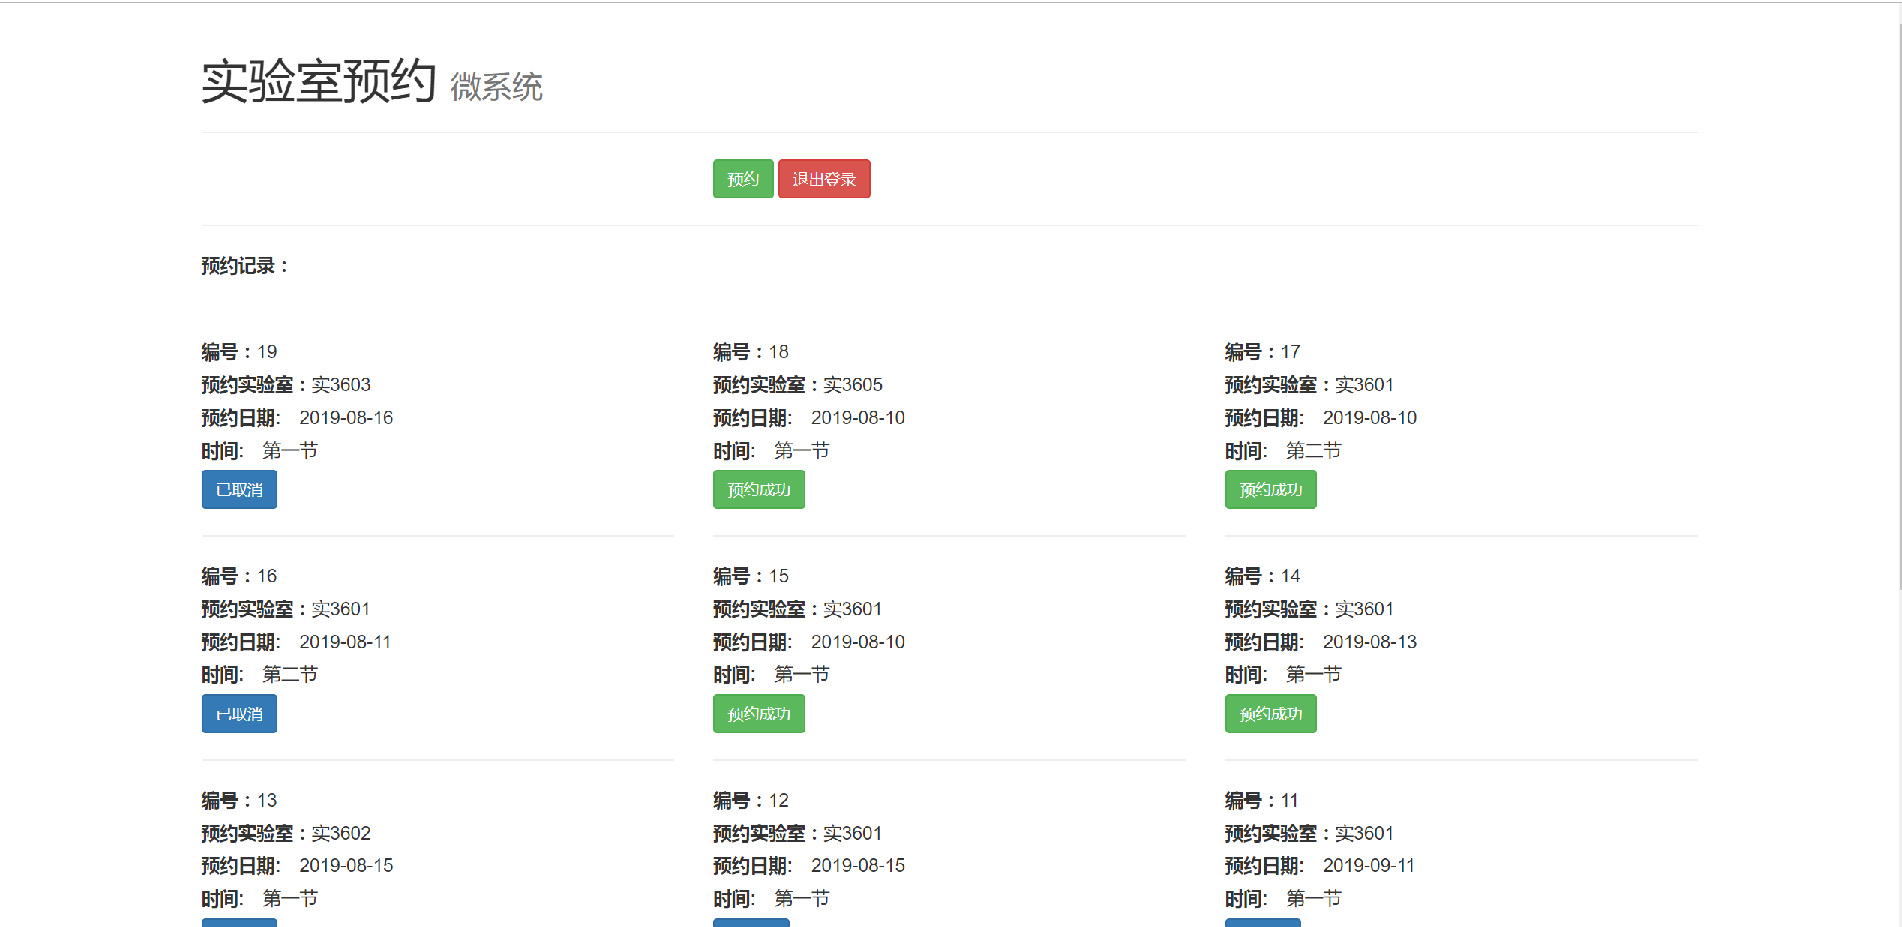 实验室预约 微系统
预约 退出登录
预约记录：
编号：19
预约实验室：实3603
预约日期: 2019-08-16
时间: 第一节
已取消
编号：18
预约实验室：实3605
预约日期: 2019-08-10
时间: 第一节
预约成功
编号：17
预约实验室：实3601
预约日期: 2019-08-10
时间: 第二节
预约成功
编号：16
预约实验室：实3601
预约日期: 2019-08-11
时间: 第二节
已取消
编号：15
预约实验室：实3601
预约日期: 2019-08-10
时间: 第一节
预约成功
编号：14
预约实验室：实3601
预约日期: 2019-08-13
时间: 第一节
预约成功
编号：13
预约实验室：实3602
预约日期: 2019-08-15
时间: 第一节
编号：12
预约实验室：实3601
预约日期: 2019-08-15
时间: 第一节
编号：11
预约实验室：实3601
预约日期: 2019-09-11
时间: 第一节